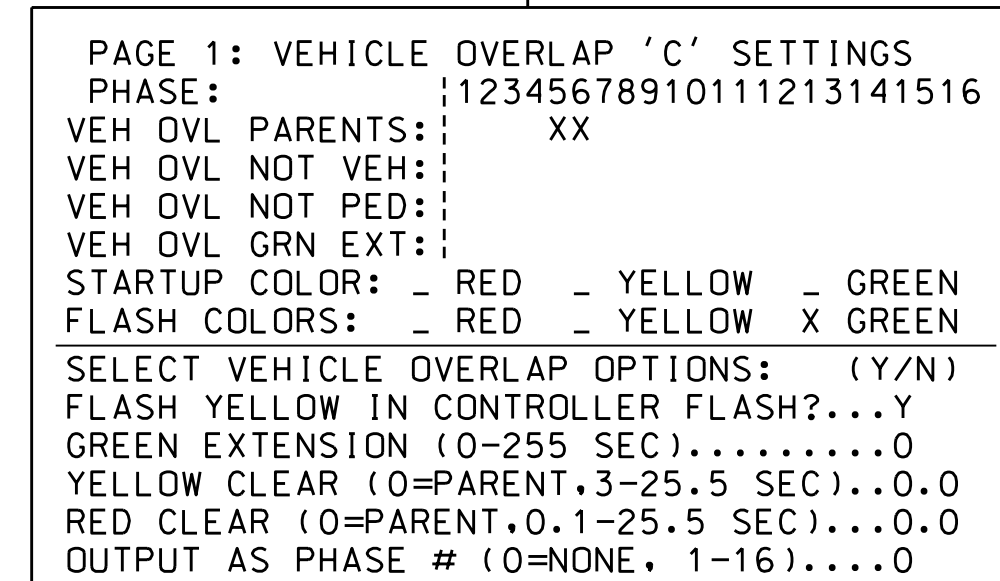 PAGE 1: VEHICLE OVERLAP 'C' SETTINGS
PHASE: ¦12345678910111213141516
VEH OVL PARENTS:¦ XX
VEH OVL NOT VEH:¦
VEH OVL NOT PED:¦
VEH OVL GRN EXT:¦
STARTUP COLOR: _ RED _ YELLOW _ GREEN
FLASH COLORS: _ RED _ YELLOW X GREEN
SELECT VEHICLE OVERLAP OPTIONS: (Y/N)
FLASH YELLOW IN CONTROLLER FLASH?...Y
GREEN EXTENSION (0-255 SEC).........0
YELLOW CLEAR (0=PARENT,3-25.5 SEC)..0.0
RED CLEAR (0=PARENT,0.1-25.5 SEC)...0.0
OUTPUT AS PHASE # (0=NONE, 1-16)....0